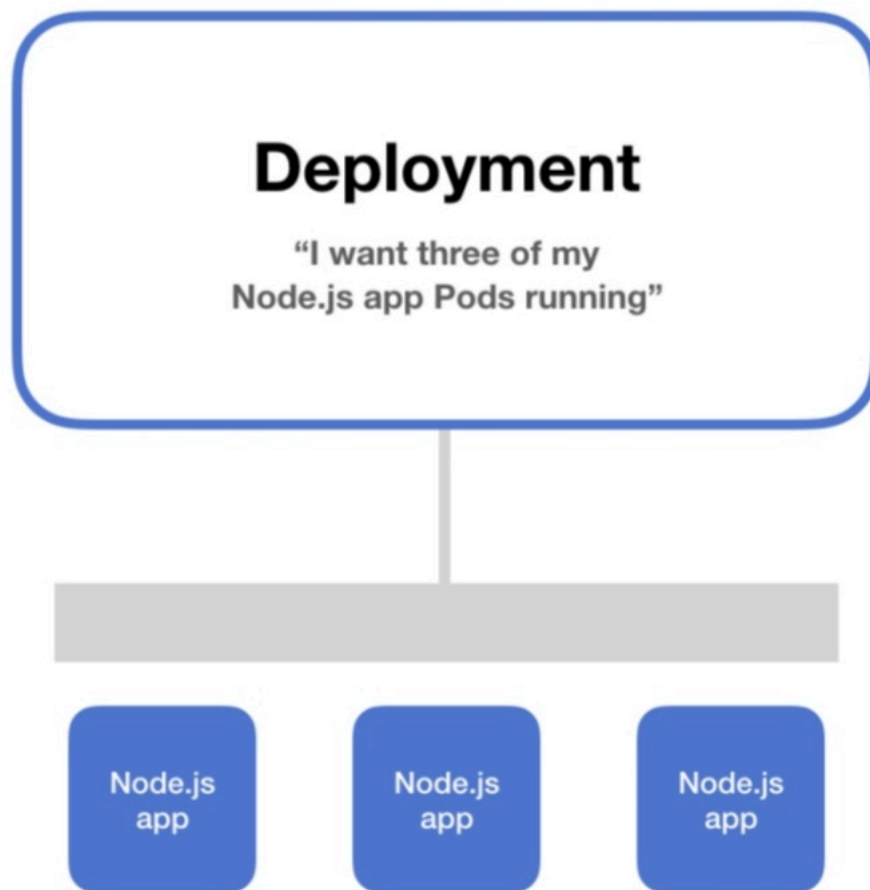 Deployment
“I want three of my
Node.js app Pods running”
Node.js
app
Node.js
app
Node.js
app